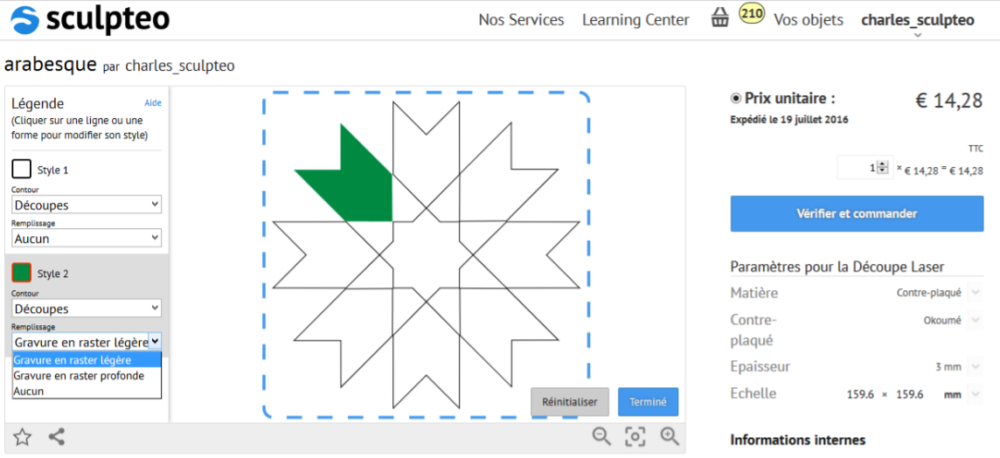 sculpteo
Nos Services Learning Center 210 Vos objets charles_sculpteo
arabesque par charles_sculpteo
Légende Aide
(Cliquer sur une ligne ou une
forme pour modifier son style)
Style 1
Contour
Découpes
Remplissage
Aucun
Style 2
Contour
Découpes
Remplissage
Gravure en raster légère
Gravure en raster légère
Gravure en raster profonde
Aucun
Réinitialiser Terminé
Prix unitaire : € 14,28
Expédié le 19 juillet 2016
TTC
1 × € 14,28 = € 14,28
Vérifier et commander
Paramètres pour la Découpe Laser
Matière Contre-plaqué
Contre-
plaqué Okoumé
Epaisseur 3 mm
Echelle 159.6 × 159.6 mm
Informations internes